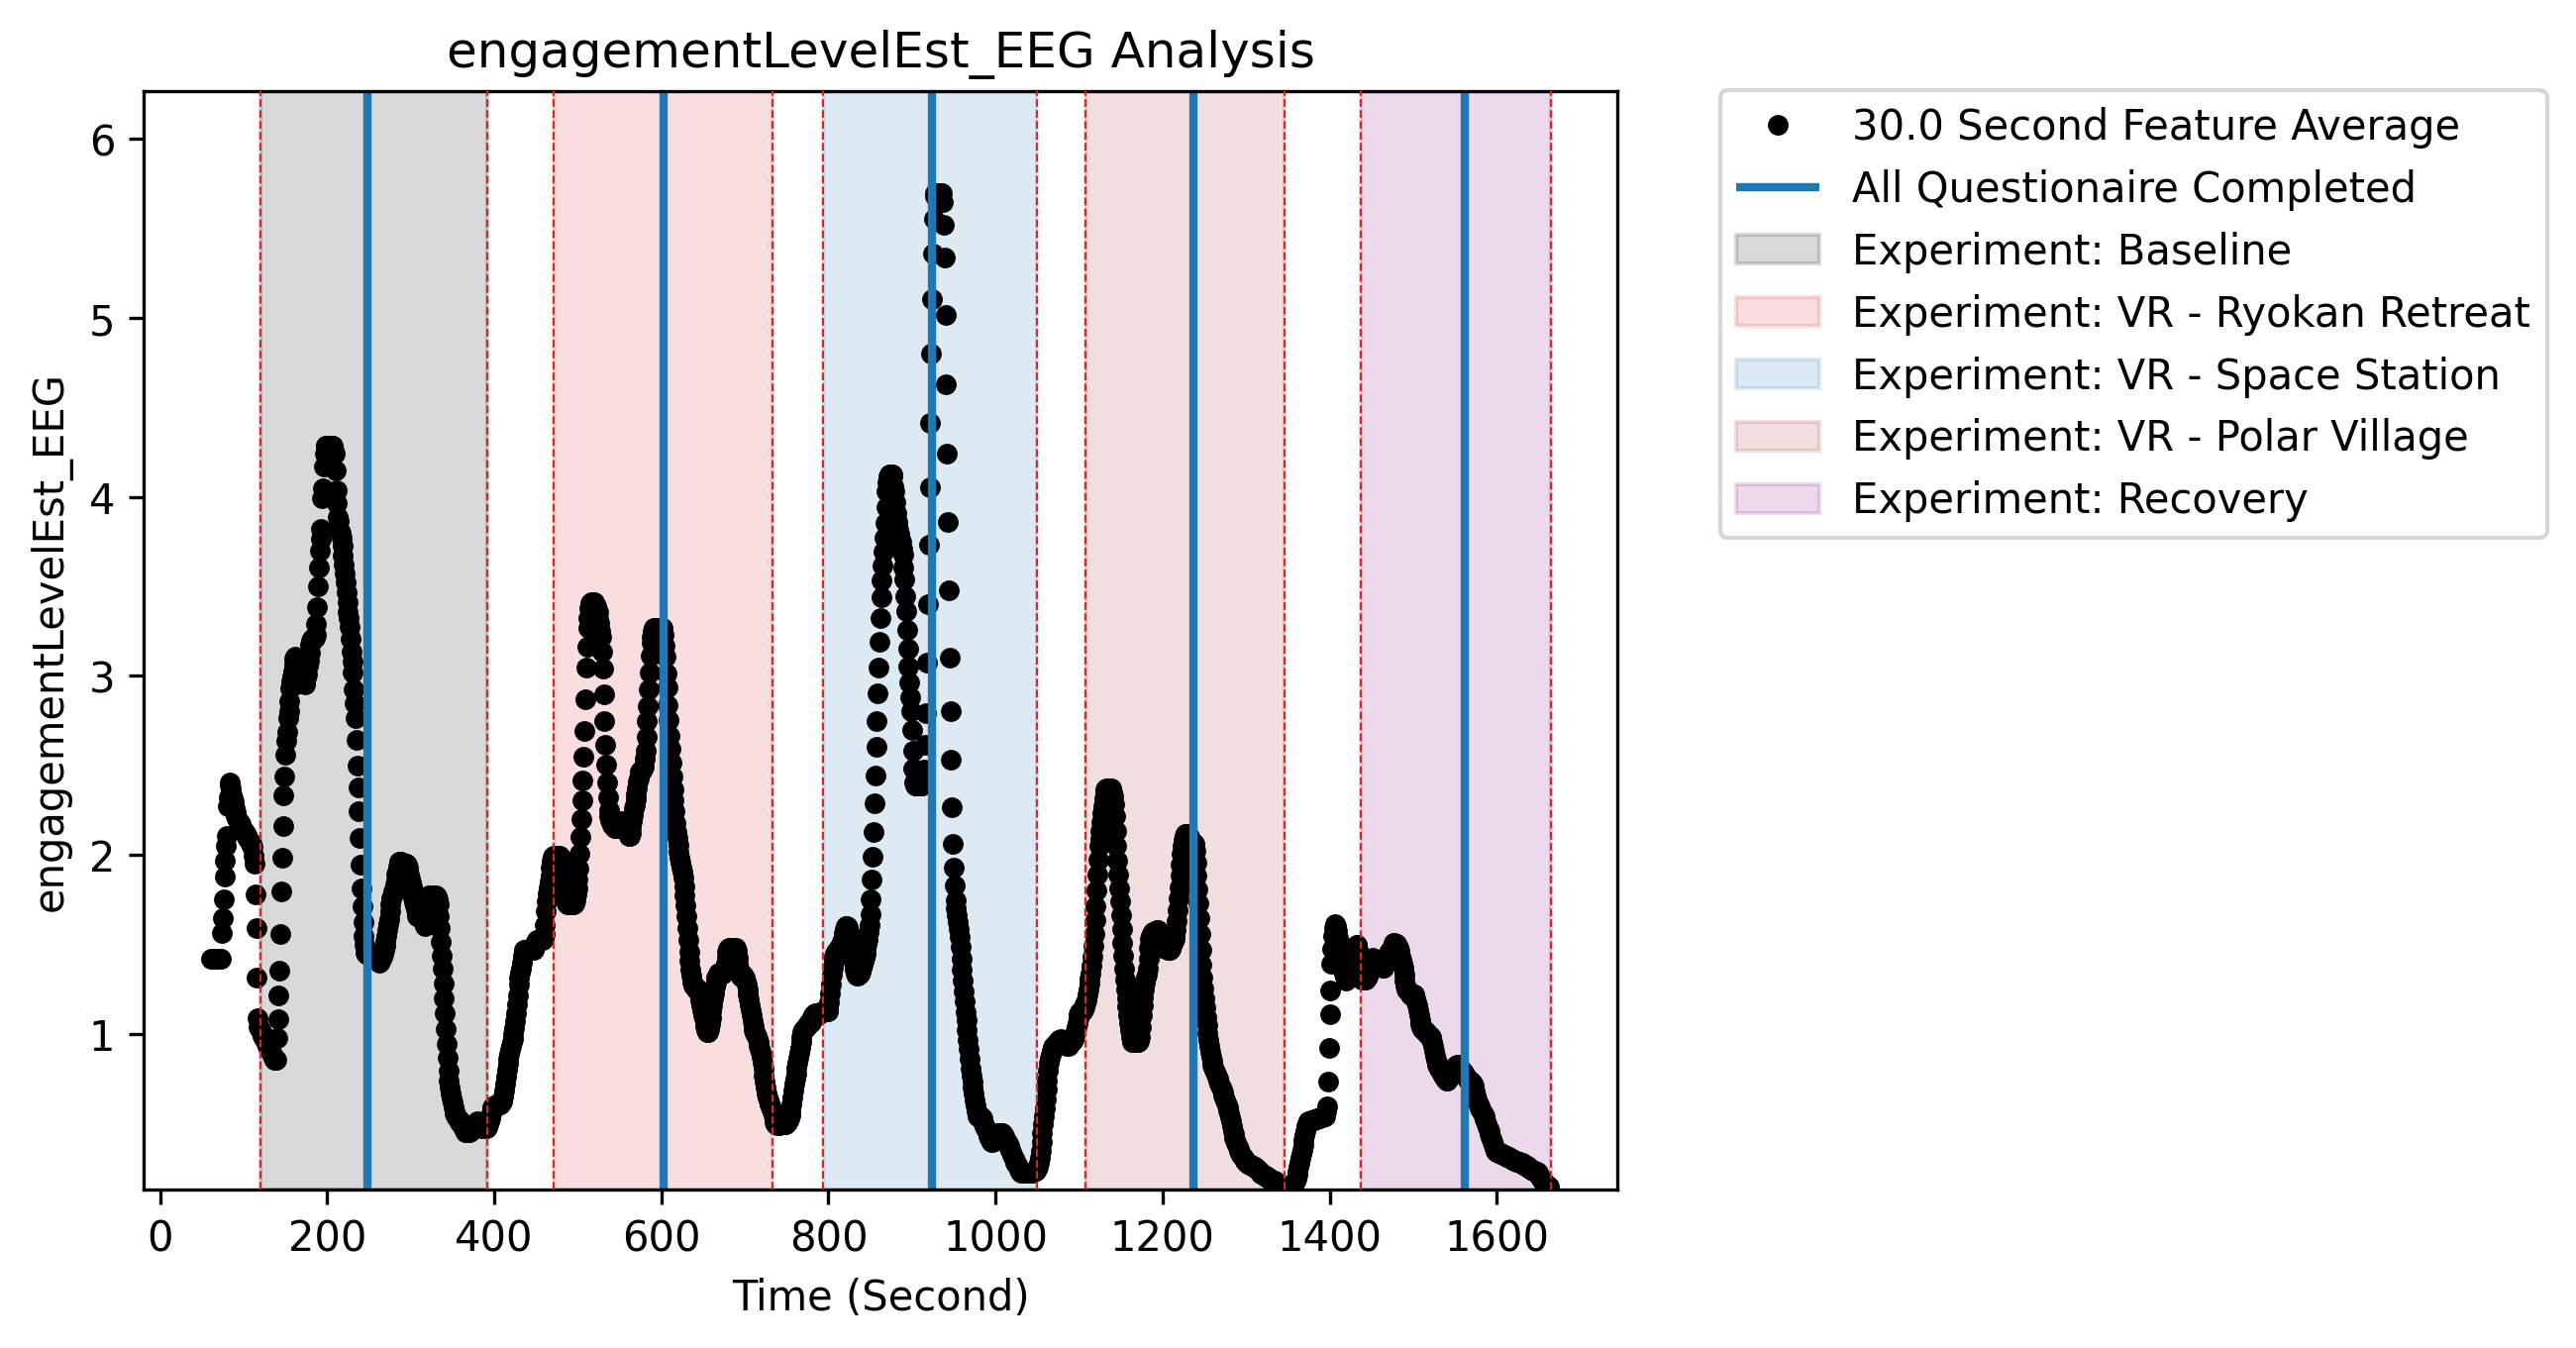 engagementLevelEst_EEG Analysis
engagementLevelEst_EEG
6
5
4
3
2
1
0
200
400
600
800
1000
1200
1400
1600
Time (Second)
30.0 Second Feature Average
All Questionaire Completed
Experiment: Baseline
Experiment: VR - Ryokan Retreat
Experiment: VR - Space Station
Experiment: VR - Polar Village
Experiment: Recovery